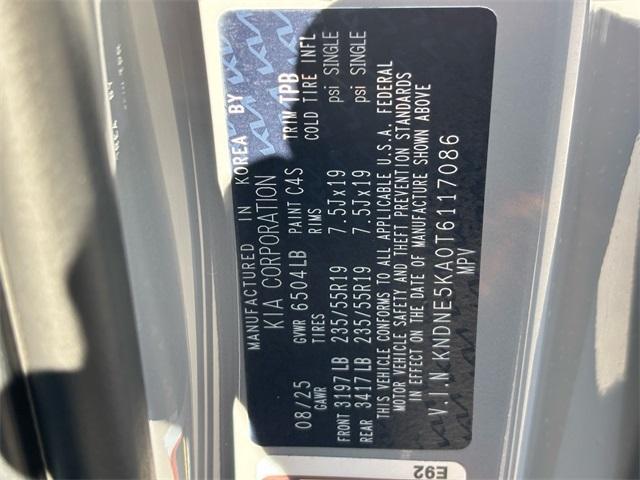 MANUFACTURED IN KOREA BY
KIA CORPORATION
08/25 GVWR 6504LB PAINT C4S TRIM TPB
GAWR TIRES RIMS COLD TIRE INFL
FRONT 3197LB 235/55R19 7.5Jx19 psi SINGLE
REAR 3417LB 235/55R19 7.5Jx19 psi SINGLE
THIS VEHICLE CONFORMS TO ALL APPLICABLE U.S.A. FEDERAL
MOTOR VEHICLE SAFETY AND THEFT PREVENTION STANDARDS
IN EFFECT ON THE DATE OF MANUFACTURE SHOWN ABOVE
V.I.N KNDNE5KA0T6117086
MPV
E92